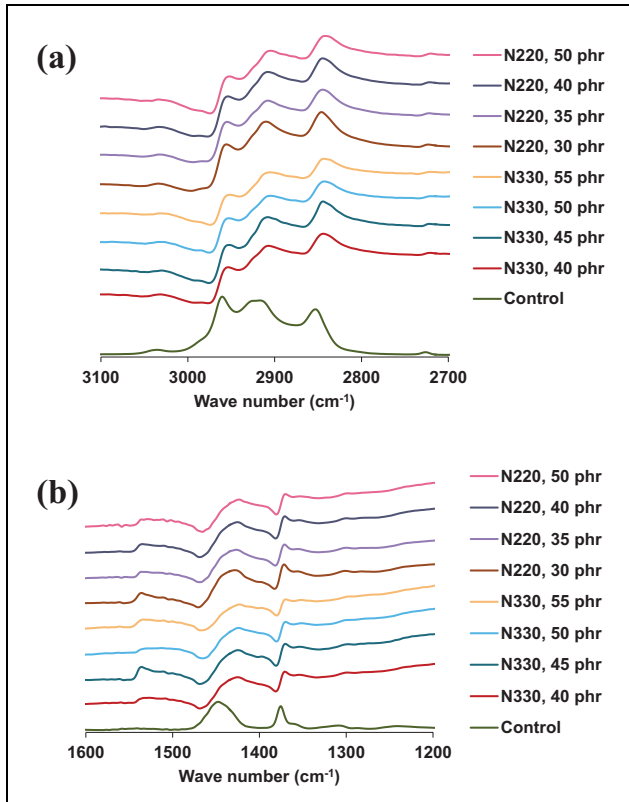 (a)
N220, 50 phr
N220, 40 phr
N220, 35 phr
N220, 30 phr
N330, 55 phr
N330, 50 phr
N330, 45 phr
N330, 40 phr
Control
3100 3000 2900 2800 2700
Wave number (cm-1)
(b)
N220, 50 phr
N220, 40 phr
N220, 35 phr
N220, 30 phr
N330, 55 phr
N330, 50 phr
N330, 45 phr
N330, 40 phr
Control
1600 1500 1400 1300 1200
Wave number (cm-1)